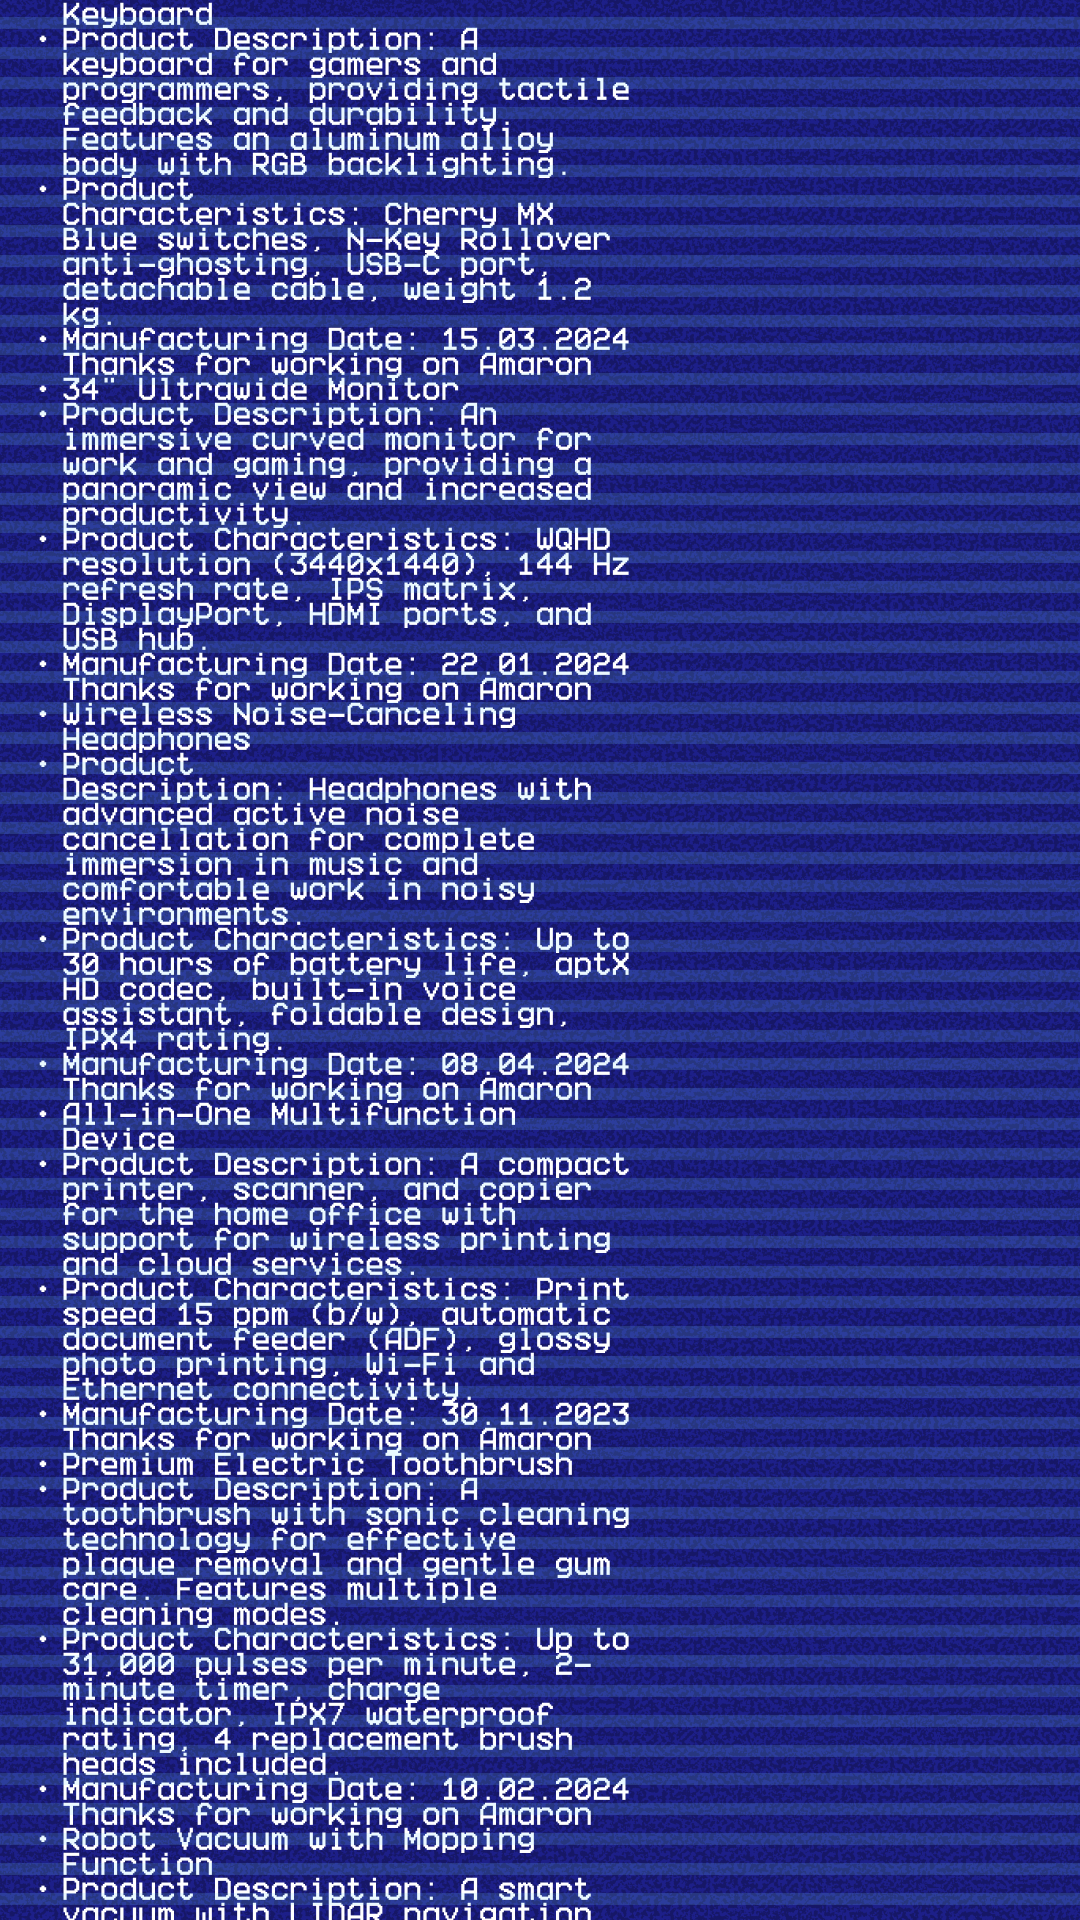 Keyboard
• Product Description: A
keyboard for gamers and
programmers, providing tactile
feedback and durability.
Features an aluminum alloy
body with RGB backlighting.
• Product
Characteristics: Cherry MX
Blue switches, N-Key Rollover
anti-ghosting, USB-C port,
detachable cable, weight 1.2
kg.
• Manufacturing Date: 15.03.2024
Thanks for working on Amaron
• 34" Ultrawide Monitor
• Product Description: An
immersive curved monitor for
work and gaming, providing a
panoramic view and increased
productivity.
• Product Characteristics: WQHD
resolution (3440x1440), 144 Hz
refresh rate, IPS matrix,
DisplayPort, HDMI ports, and
USB hub.
• Manufacturing Date: 22.01.2024
Thanks for working on Amaron
• Wireless Noise-Canceling
Headphones
• Product
Description: Headphones with
advanced active noise
cancellation for complete
immersion in music and
comfortable work in noisy
environments.
• Product Characteristics: Up to
30 hours of battery life, aptX
HD codec, built-in voice
assistant, foldable design,
IPX4 rating.
• Manufacturing Date: 08.04.2024
Thanks for working on Amaron
• All-in-One Multifunction
Device
• Product Description: A compact
printer, scanner, and copier
for the home office with
support for wireless printing
and cloud services.
• Product Characteristics: Print
speed 15 ppm (b/w), automatic
document feeder (ADF), glossy
photo printing, Wi-Fi and
Ethernet connectivity.
• Manufacturing Date: 30.11.2023
Thanks for working on Amaron
• Premium Electric Toothbrush
• Product Description: A
toothbrush with sonic cleaning
technology for effective
plaque removal and gentle gum
care. Features multiple
cleaning modes.
• Product Characteristics: Up to
31,000 pulses per minute, 2-
minute timer, charge
indicator, IPX7 waterproof
rating, 4 replacement brush
heads included.
• Manufacturing Date: 10.02.2024
Thanks for working on Amaron
• Robot Vacuum with Mopping
Function
• Product Description: A smart
vacuum with LIDAR navigation